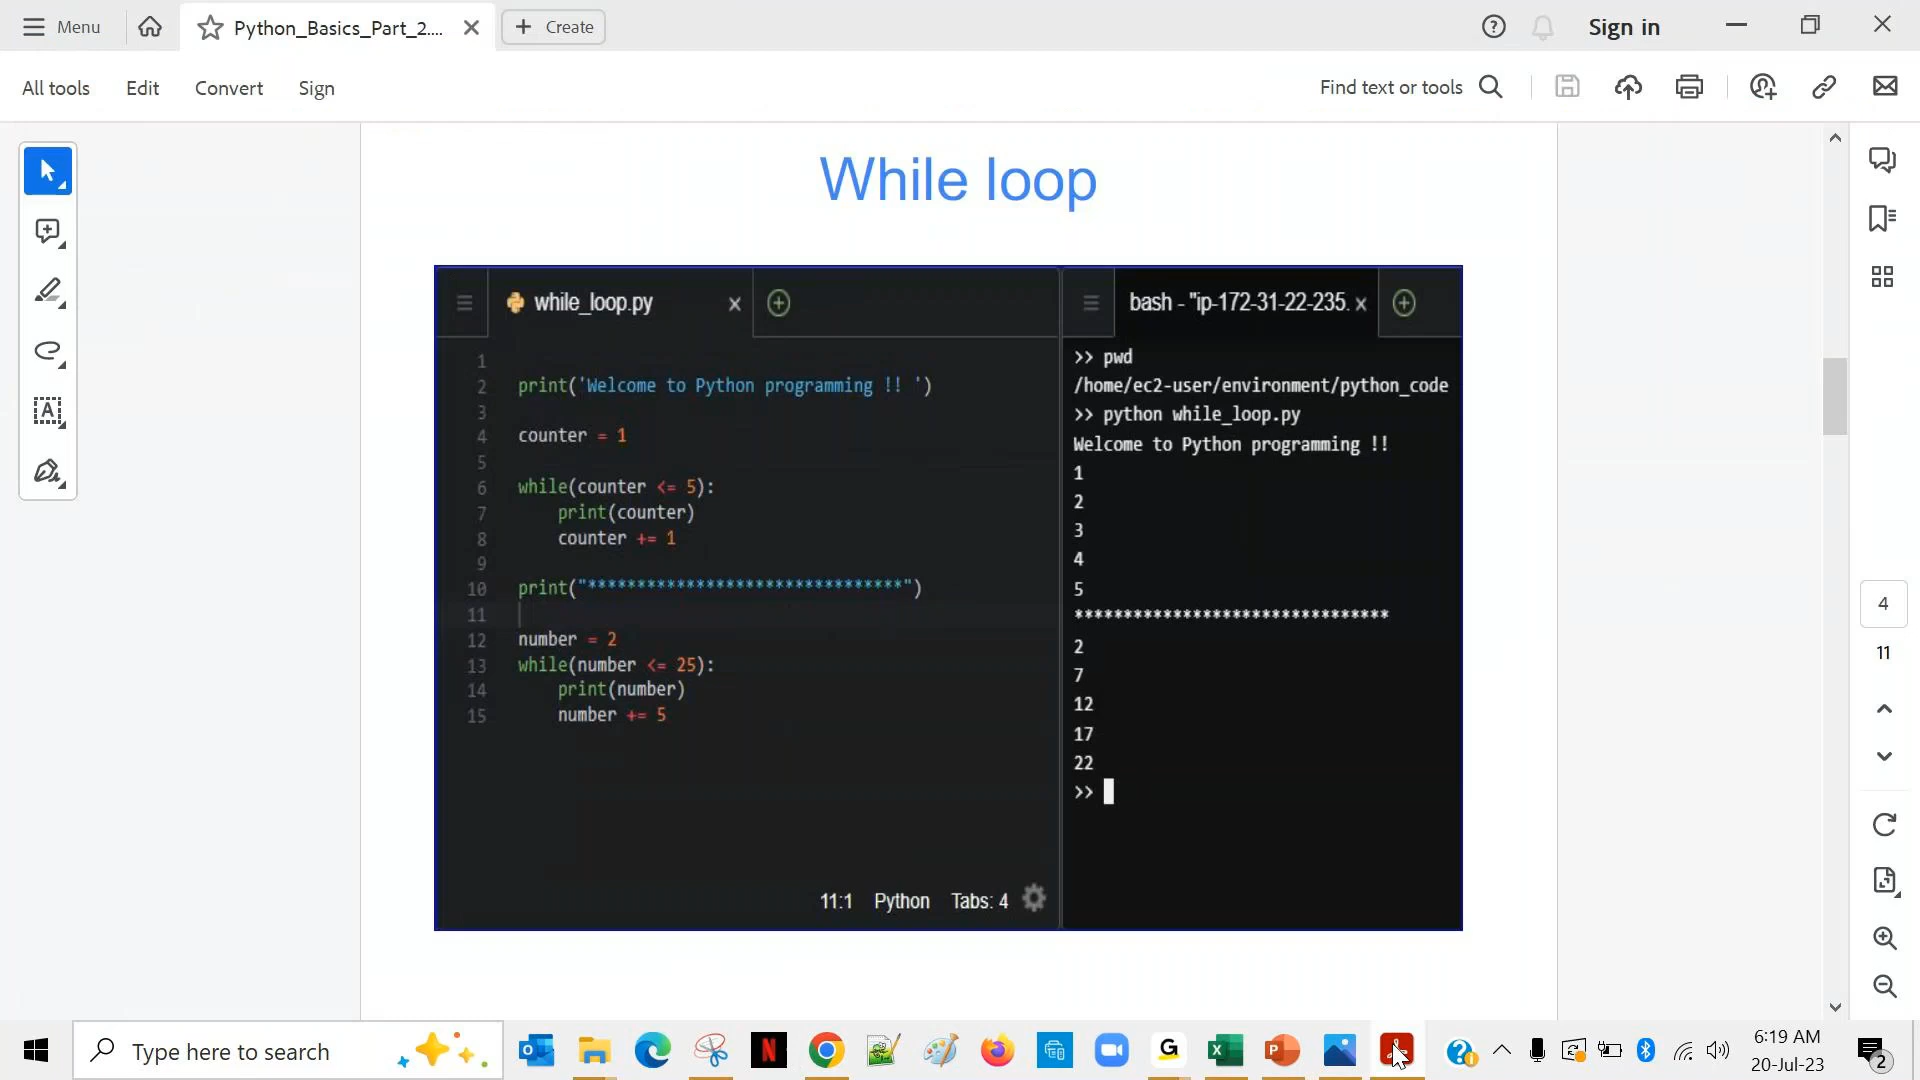 Menu
Python_Basics_Part_2....
Create
Sign in
All tools
Edit
Convert
Sign
Find text or tools
While loop
while_loop.py
1
2 print('Welcome to Python programming !! ')
3
4 counter = 1
5
6 while(counter <= 5):
7 print(counter)
8 counter += 1
9
10 print("********************************")
11
12 number = 2
13 while(number <= 25):
14 print(number)
15 number += 5
11:1 Python Tabs: 4
bash - "ip-172-31-22-235.
>> pwd
/home/ec2-user/environment/python_code
>> python while_loop.py
Welcome to Python programming !!
1
2
3
4
5
********************************
2
7
12
17
22
>>
4
11
Type here to search
6:19 AM
20-Jul-23
2